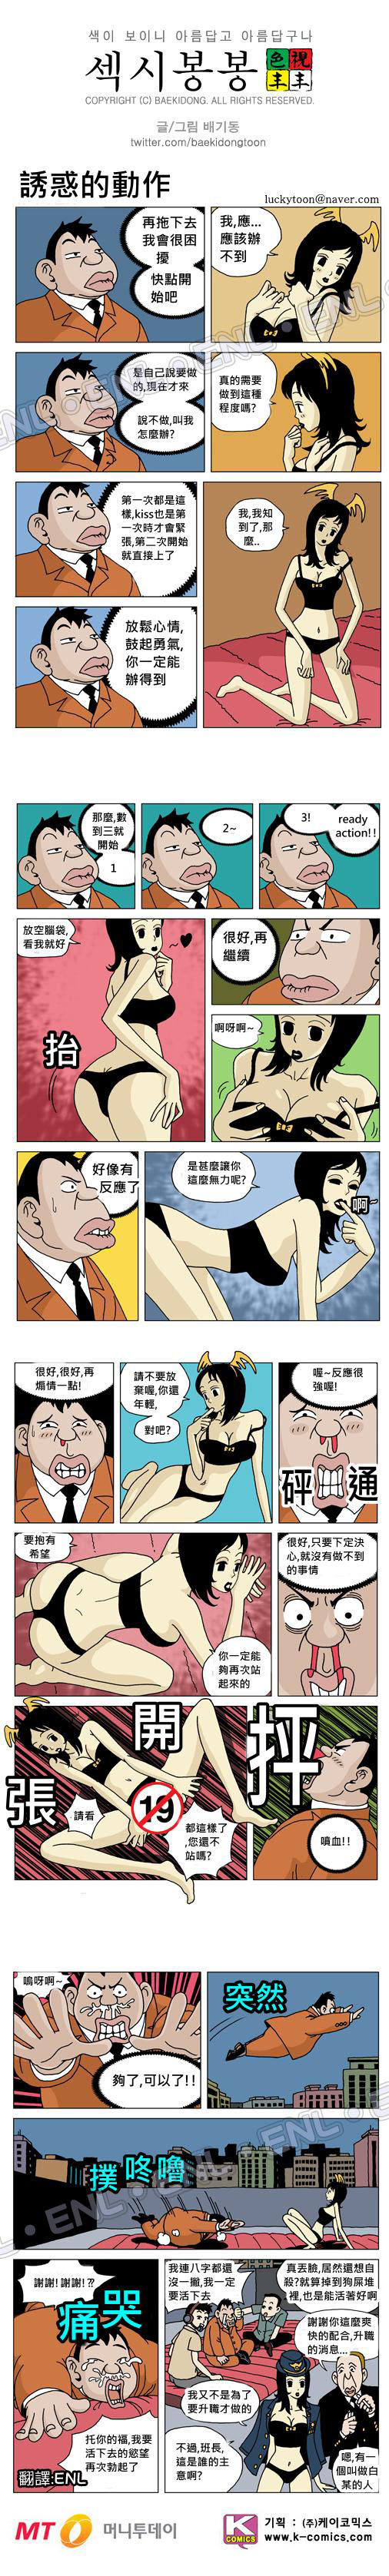 색이 보이니 아름답고 아름답구나
섹시봉봉
色視
主主
COPYRIGHT (C) BAEKIDONG. ALL RIGHTS RESERVED.
글/그림 배기동
twitter.com/baekidongtoon
誘惑的動作
luckytoon@naver.com
再拖下去
我會很困
擾
快點開
始吧
我,應...
應該辦
不到
是自己說要做
的,現在才來
說不做,叫我
怎麼辦?
真的需要
做到這種
程度嗎?
第一次都是這
樣,kiss也是第
一次時才會緊
張,第二次開始
就直接上了
我,我知
到了,那
麼..
放鬆心情,
鼓起勇氣,
你一定能
辦得到
那麼,數
到三就
開始
1
2~
3!
ready
action!!
放空腦袋,
看我就好
抬
很好,再
繼續
啊呀啊~
好像有
反應了
是甚麼讓你
這麼無力呢?
啊
很好,很好,再
煽情一點!
請不要放
棄喔,你還
年輕,
對吧?
喔~反應很
強喔!
砰 通
要抱有
希望
你一定能
夠再次站
起來的
很好,只要下定決
心,就沒有做不到
的事情
張
開
請看
19
都這樣了
,您還不
站嗎?
抨
噴血!!
嗚呀啊~
夠了,可以了!!
突然
撲咚嚕
謝謝!謝謝!?
痛哭
托你的福,我要
活下去的慾望
再次勃起了
翻譯:ENL
我連八字都還
沒一撇,我一定
要活下去
真丟臉,居然還想自
殺?就算掉到狗屎堆
裡,也是能活著好啊
謝謝你這麼爽
快的配合,升職
的消息...
我又不是為了
要升職才做的
不過,班長,
這是誰的主
意啊?
嗯,有一
個叫做白
某的人
MT 머니투데이
K COMICS
기획 : (주)케이코믹스
www.k-comics.com